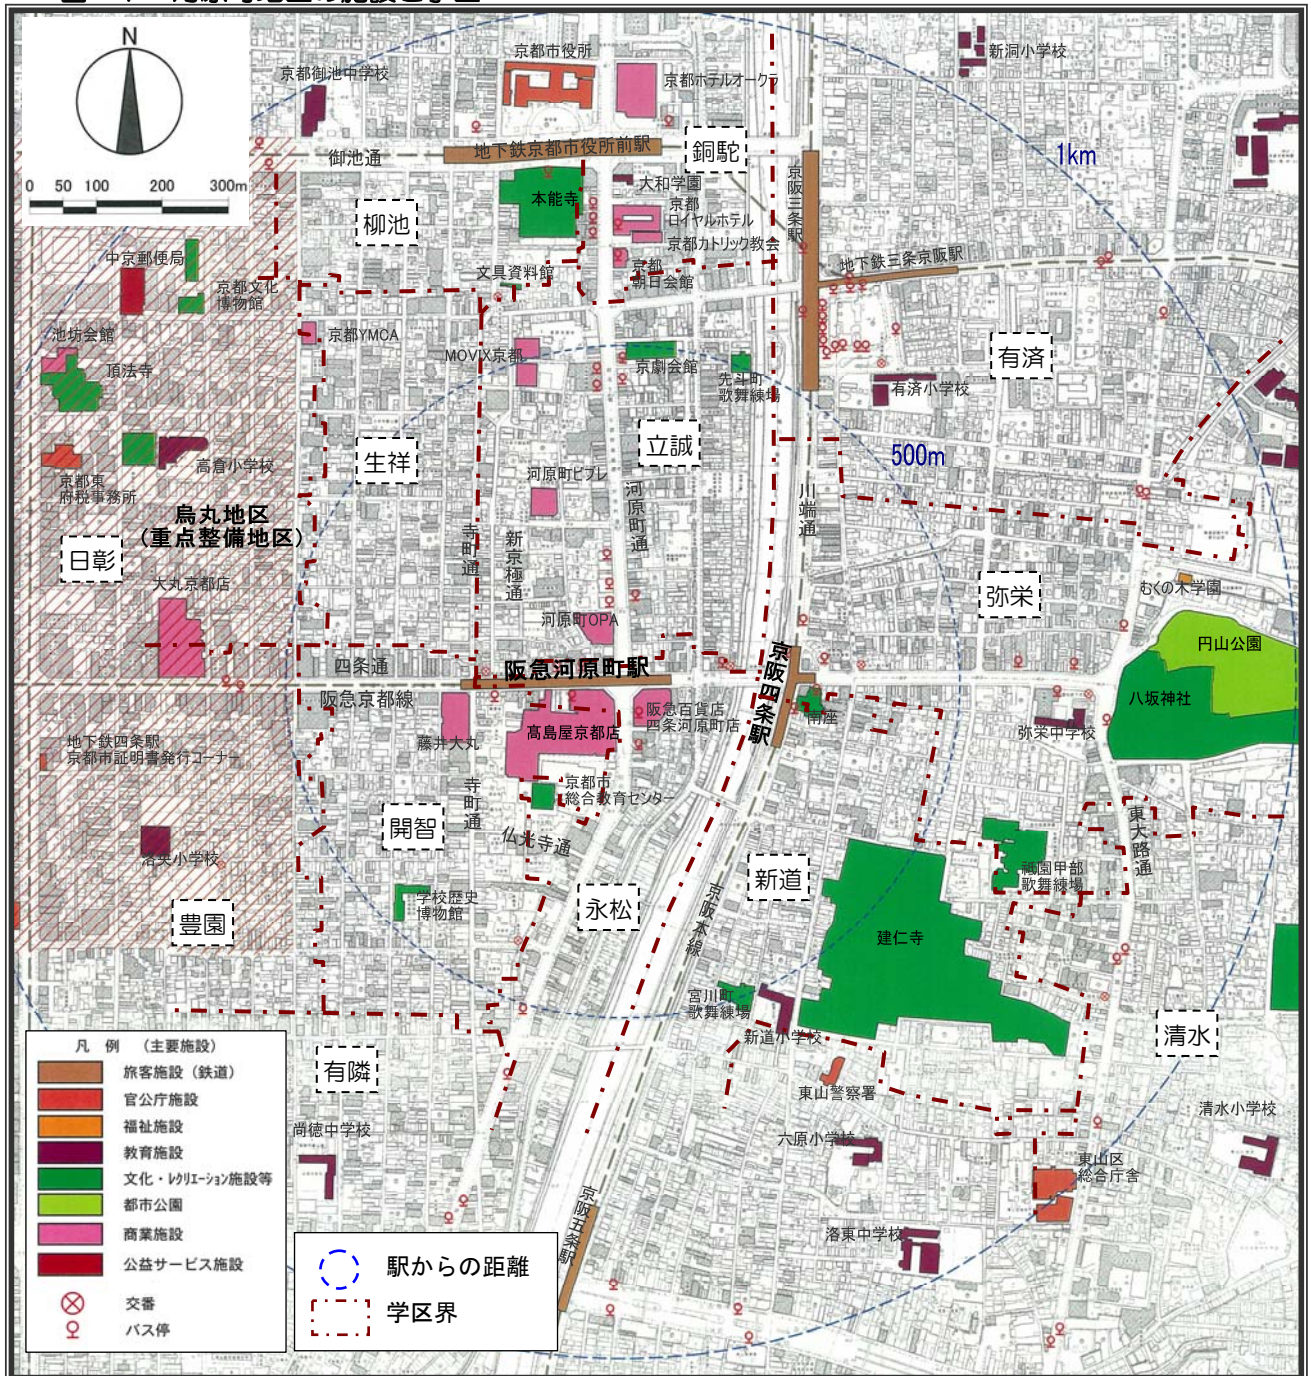 N
0 50 100 200 300m
京都御池中学校
京都市役所
京都ホテルオークラ
新洞小学校
1km
御池通
地下鉄京都市役所前駅
銅駝
京阪三条駅
柳池
本能寺
大和学園
京都
ロイヤルホテル
京都カトリック教会
京都
朝日会館
地下鉄三条京阪駅
中京郵便局
京都文化
博物館
文具資料館
池坊会館
頂法寺
京都YMCA
MOVIX京都
京劇会館
先斗町
歌舞練場
有済
有済小学校
京都東
府税事務所
高倉小学校
生祥
立誠
500m
河原町ビブレ
河原町通
川端通
烏丸地区
(重点整備地区)
日彰
寺町通
新京極通
大丸京都店
河原町OPA
弥栄
むくの木学園
円山公園
四条通
阪急河原町駅
京阪四条駅
阪急京都線
八坂神社
藤井大丸
髙島屋京都店
阪急百貨店
四条河原町店
南座
弥栄中学校
地下鉄四条駅
京都市証明書発行コーナー
京都市
総合教育センター
寺町通
開智
仏光寺通
東大路通
洛央小学校
学校歴史
博物館
新道
祇園甲部
歌舞練場
豊園
永松
京阪本線
建仁寺
宮川町
歌舞練場
新道小学校
清水
有隣
東山警察署
尚徳中学校
六原小学校
清水小学校
東山区
総合庁舎
京阪五条駅
洛東中学校
凡 例 (主要施設)
旅客施設(鉄道)
官公庁施設
福祉施設
教育施設
文化・レクリエーション施設等
都市公園
商業施設
公益サービス施設
交番
バス停
駅からの距離
学区界